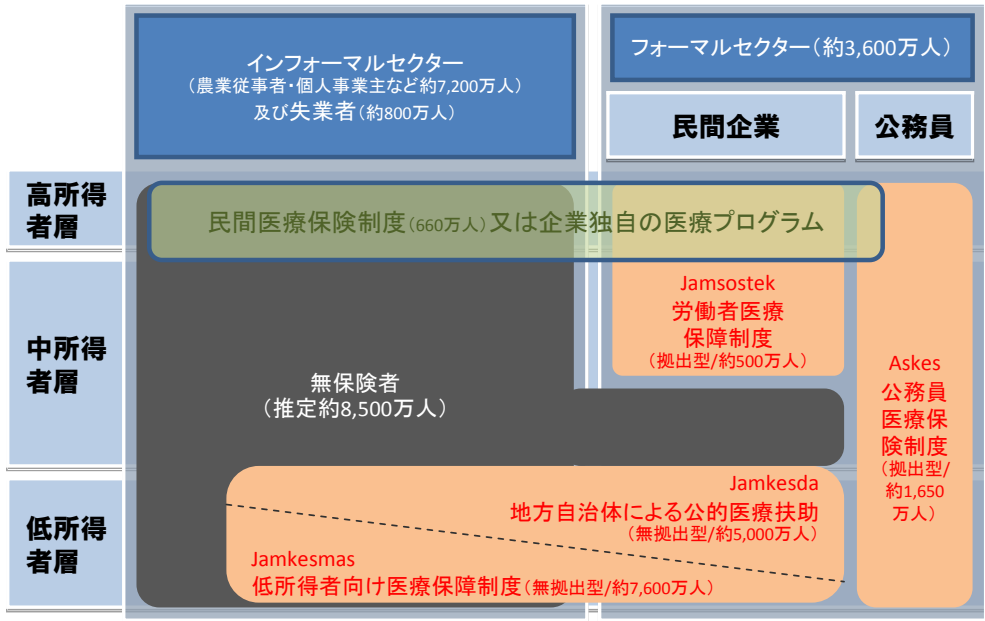 インフォーマルセクター
（農業従事者・個人事業主など約7,200万人）
及び失業者（約800万人）
フォーマルセクター（約3,600万人）
民間企業
公務員
高所得
者層
民間医療保険制度（660万人）又は企業独自の医療プログラム
中所得
者層
無保険者
（推定約8,500万人）
Jamsostek
労働者医療
保障制度
（拠出型/約500万人）
Askes
公務員
医療保
険制度
（拠出型/
約1,650
万人）
低所得
者層
Jamkesda
地方自治体による公的医療扶助
（無拠出型/約5,000万人）
Jamkesmas
低所得者向け医療保障制度（無拠出型/約7,600万人）